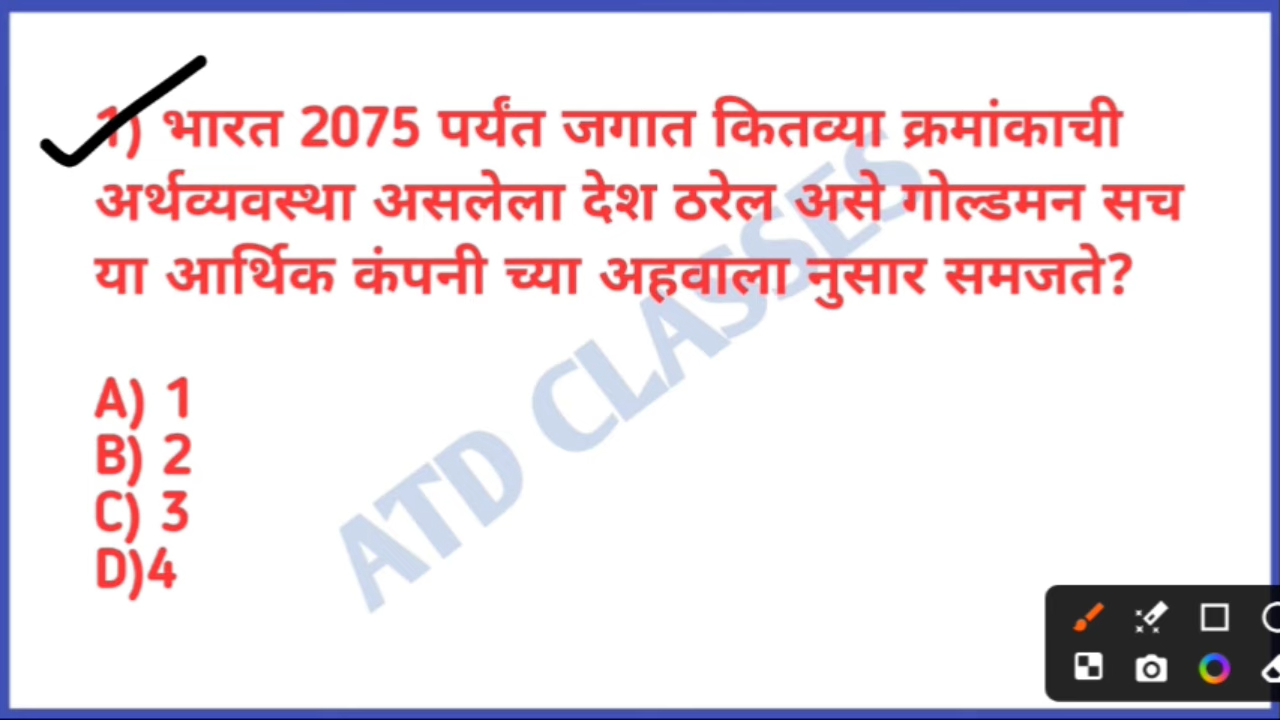 1) भारत 2075 पर्यंत जगात कितव्या क्रमांकाची
अर्थव्यवस्था असलेला देश ठरेल असे गोल्डमन सच
या आर्थिक कंपनी च्या अहवाला नुसार समजते?
A) 1
B) 2
C) 3
D)4
ATD CLASSES